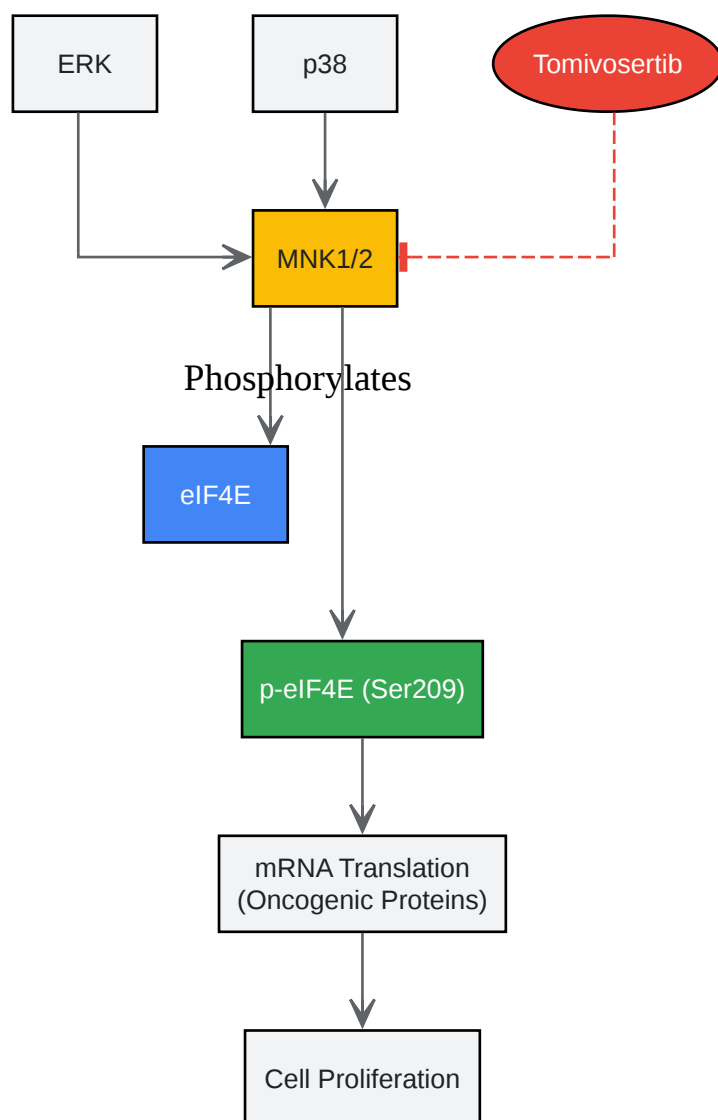 ERK
p38
Tomivosertib
MNK1/2
Phosphorylates
eIF4E
p-eIF4E (Ser209)
mRNA Translation
(Oncogenic Proteins)
Cell Proliferation